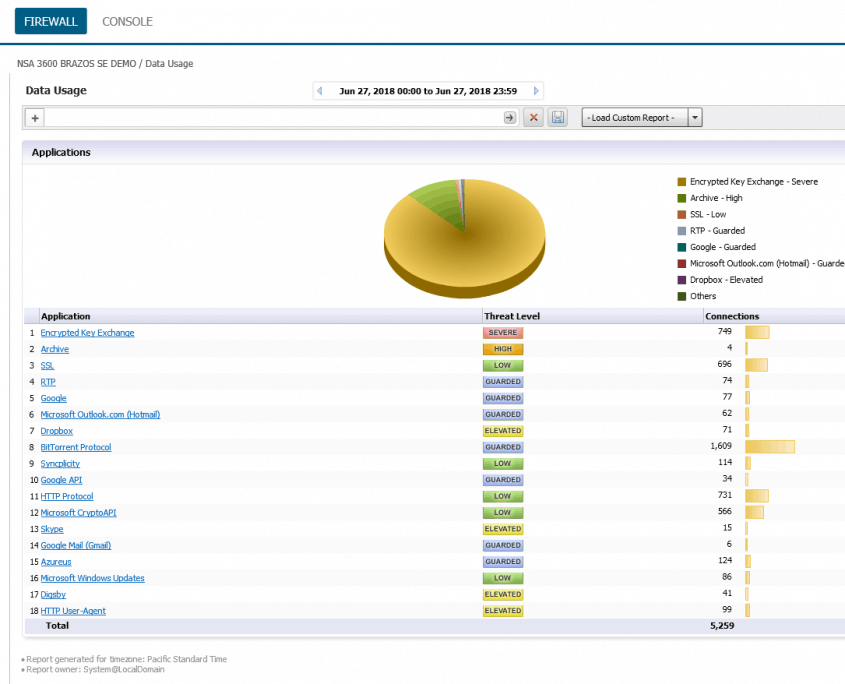 FIREWALL CONSOLE
NSA 3600 BRAZOS SE DEMO / Data Usage
Data Usage
Jun 27, 2018 00:00 to Jun 27, 2018 23:59
- Load Custom Report -
Applications
Encrypted Key Exchange - Severe
Archive - High
SSL - Low
RTP - Guarded
Google - Guarded
Microsoft Outlook.com (Hotmail) - Guarde
Dropbox - Elevated
Others
Application Threat Level Connections
1 Encrypted Key Exchange SEVERE 749
2 Archive HIGH 4
3 SSL LOW 696
4 RTP GUARDED 74
5 Google GUARDED 77
6 Microsoft Outlook.com (Hotmail) GUARDED 62
7 Dropbox ELEVATED 71
8 BitTorrent Protocol GUARDED 1,609
9 Syncplicity LOW 114
10 Google API GUARDED 34
11 HTTP Protocol LOW 731
12 Microsoft CryptoAPI LOW 566
13 Skype ELEVATED 15
14 Google Mail (Gmail) GUARDED 6
15 Azureus GUARDED 124
16 Microsoft Windows Updates LOW 86
17 Digsby ELEVATED 41
18 HTTP User-Agent ELEVATED 99
Total 5,259
Report generated for timezone: Pacific Standard Time
Report owner: System@LocalDomain